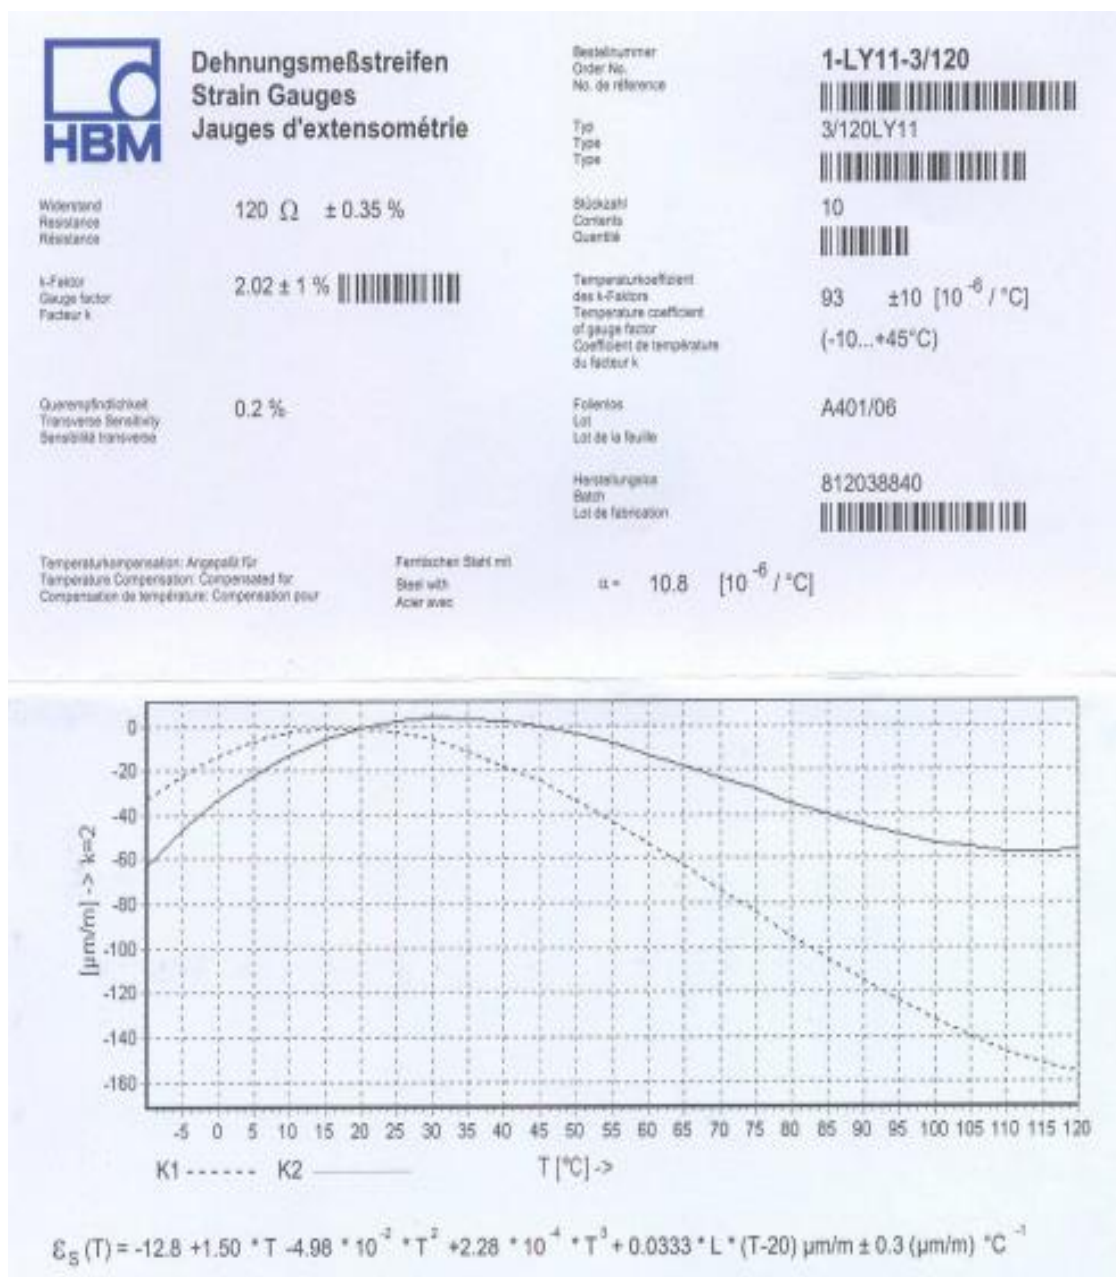 HBM
Dehnungsmeßstreifen
Strain Gauges
Jauges d'extensométrie
Bestellnummer
Order No.
No. de référence
1-LY11-3/120
Typ
Type
Type
3/120LY11
Widerstand
Resistance
Résistance
120 Ω ± 0.35 %
Stückzahl
Contents
Quantité
10
k-Faktor
Gauge factor
Facteur k
2.02 ± 1 %
Temperaturkoeffizient
des k-Faktors
Temperature coefficient
of gauge factor
Coefficient de température
du facteur k
93 ±10 [10⁻⁶ / °C]
(-10...+45°C)
Querempfindlichkeit
Transverse Sensitivity
Sensibilité transverse
0.2 %
Folienlos
Lot
Lot de la feuille
A401/06
Herstellungslos
Batch
Lot de fabrication
812038840
Temperaturkompensation: Angepaßt für
Temperature Compensation: Compensated for
Compensation de température: Compensation pour
Ferritischen Stahl mit
Steel with
Acier avec
α = 10.8 [10⁻⁶ / °C]
[µm/m] -> k=2
0
-20
-40
-60
-80
-100
-120
-140
-160
-5 0 5 10 15 20 25 30 35 40 45 50 55 60 65 70 75 80 85 90 95 100 105 110 115 120
K1 ------ K2 ———
T [°C] ->
εS (T) = -12.8 +1.50 * T -4.98 * 10⁻² * T² +2.28 * 10⁻⁴ * T³ + 0.0333 * L * (T-20) µm/m ± 0.3 (µm/m) °C⁻¹